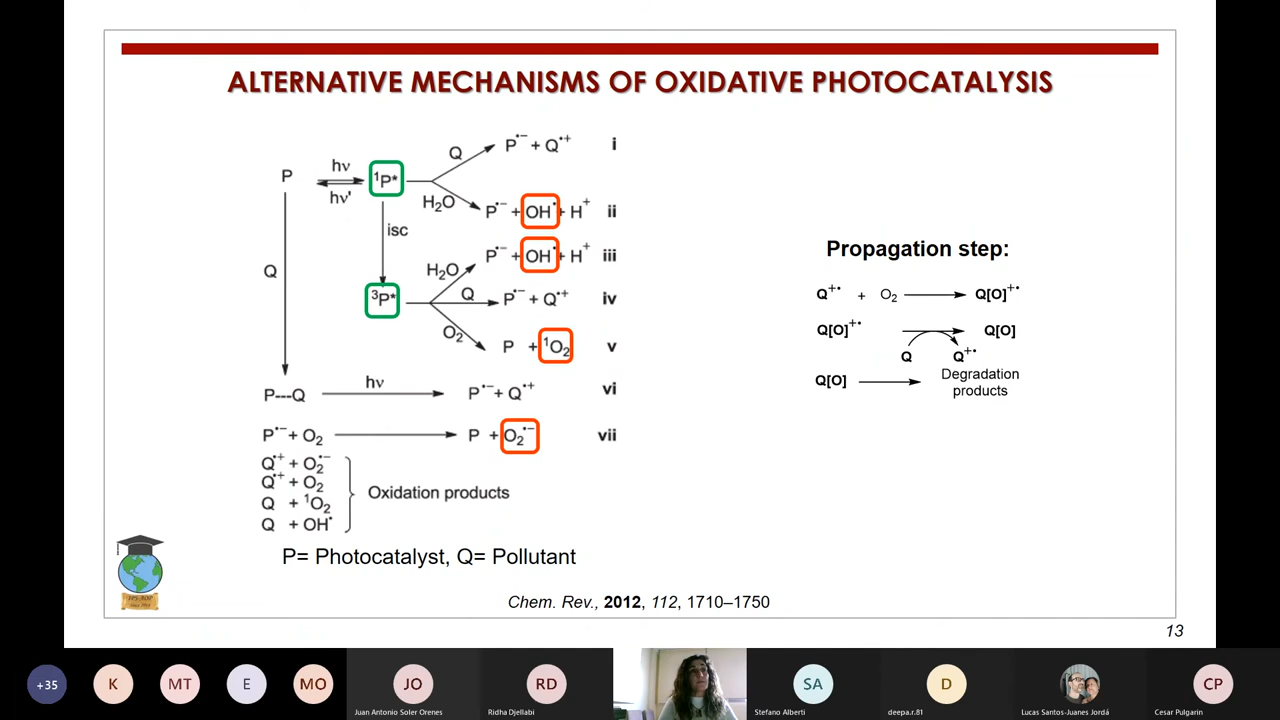 ALTERNATIVE MECHANISMS OF OXIDATIVE PHOTOCATALYSIS
P hν hν' ¹P* Q P•− + Q•+ i
H₂O P•− + OH• + H⁺ ii
isc
H₂O P•− + OH• + H⁺ iii
Q ³P* Q P•− + Q•+ iv
O₂ P + ¹O₂ v
P---Q hν P•− + Q•+ vi
P•− + O₂ P + O₂•− vii
Q•+ + O₂•−
Q•+ + O₂
Q + ¹O₂
Q + OH•
Oxidation products
P= Photocatalyst, Q= Pollutant
Propagation step:
Q+• + O₂ Q[O]+•
Q[O]+• Q[O]
Q Q+•
Q[O] Degradation
products
Chem. Rev., 2012, 112, 1710–1750
13
+35 K MT E MO JO RD SA D CP
Juan Antonio Soler Orenes Ridha Djellabi Stefano Alberti deepa.r.81 Lucas Santos-Juanes Jordá Cesar Pulgarin